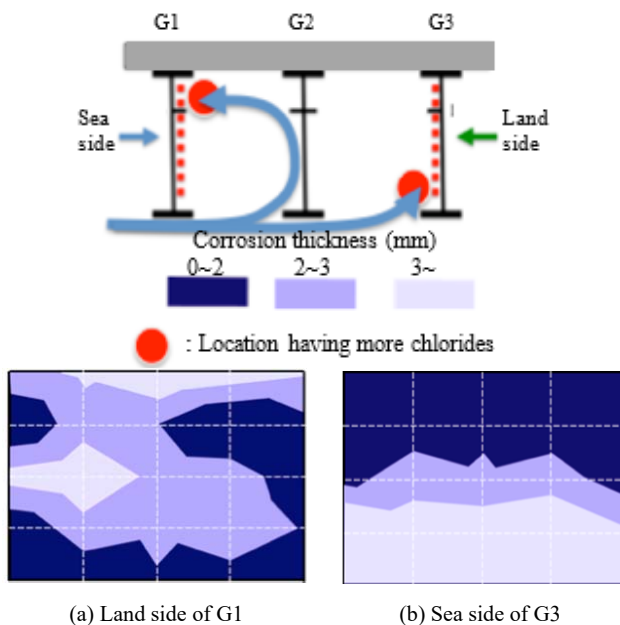 G1 G2 G3
Sea side
Land side
Corrosion thickness (mm)
0~2 2~3 3~
: Location having more chlorides
(a) Land side of G1 (b) Sea side of G3